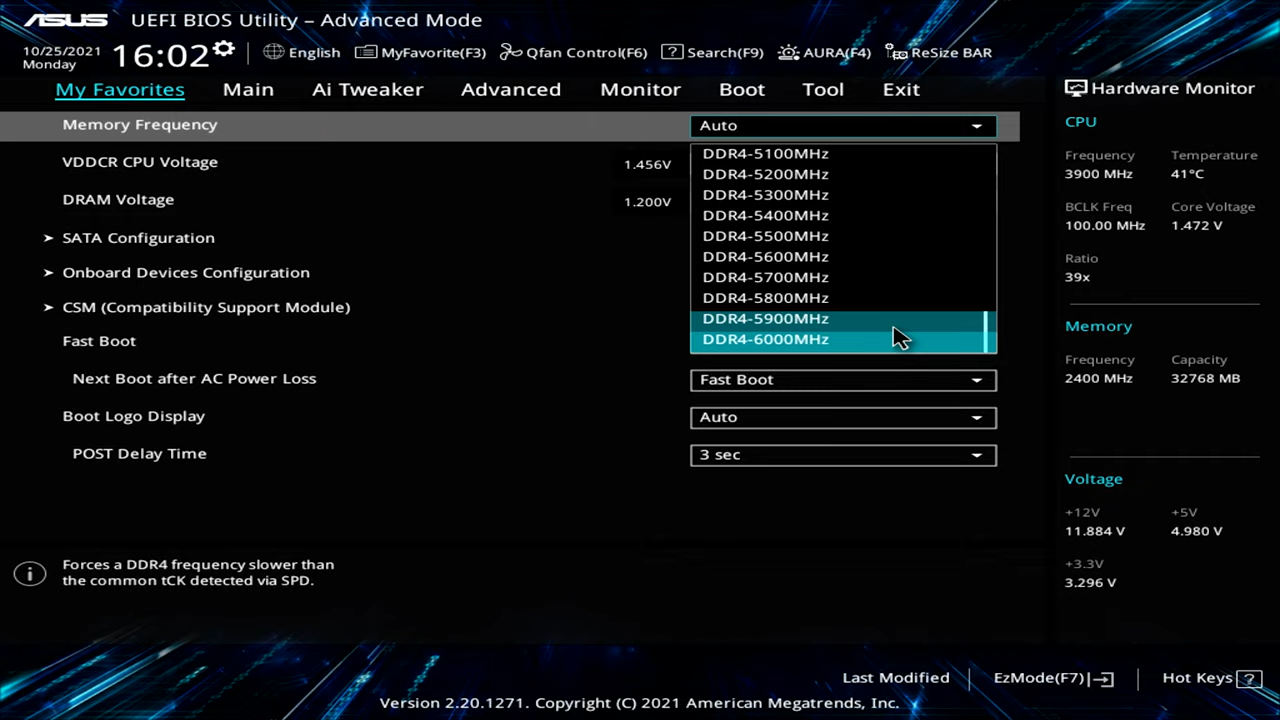 ASUS UEFI BIOS Utility – Advanced Mode
10/25/2021
Monday
16:02
English
MyFavorite(F3)
Qfan Control(F6)
? Search(F9)
AURA(F4)
ReSize BAR
My Favorites Main Ai Tweaker Advanced Monitor Boot Tool Exit
Memory Frequency Auto
DDR4-5100MHz
DDR4-5200MHz
DDR4-5300MHz
DDR4-5400MHz
DDR4-5500MHz
DDR4-5600MHz
DDR4-5700MHz
DDR4-5800MHz
DDR4-5900MHz
DDR4-6000MHz
VDDCR CPU Voltage 1.456V
DRAM Voltage 1.200V
SATA Configuration
Onboard Devices Configuration
CSM (Compatibility Support Module)
Fast Boot
Next Boot after AC Power Loss Fast Boot
Boot Logo Display Auto
POST Delay Time 3 sec
i Forces a DDR4 frequency slower than
the common tCK detected via SPD.
Hardware Monitor
CPU
Frequency Temperature
3900 MHz 41°C
BCLK Freq Core Voltage
100.00 MHz 1.472 V
Ratio
39x
Memory
Frequency Capacity
2400 MHz 32768 MB
Voltage
+12V +5V
11.884 V 4.980 V
+3.3V
3.296 V
Last Modified EzMode(F7) Hot Keys ?
Version 2.20.1271. Copyright (C) 2021 American Megatrends, Inc.